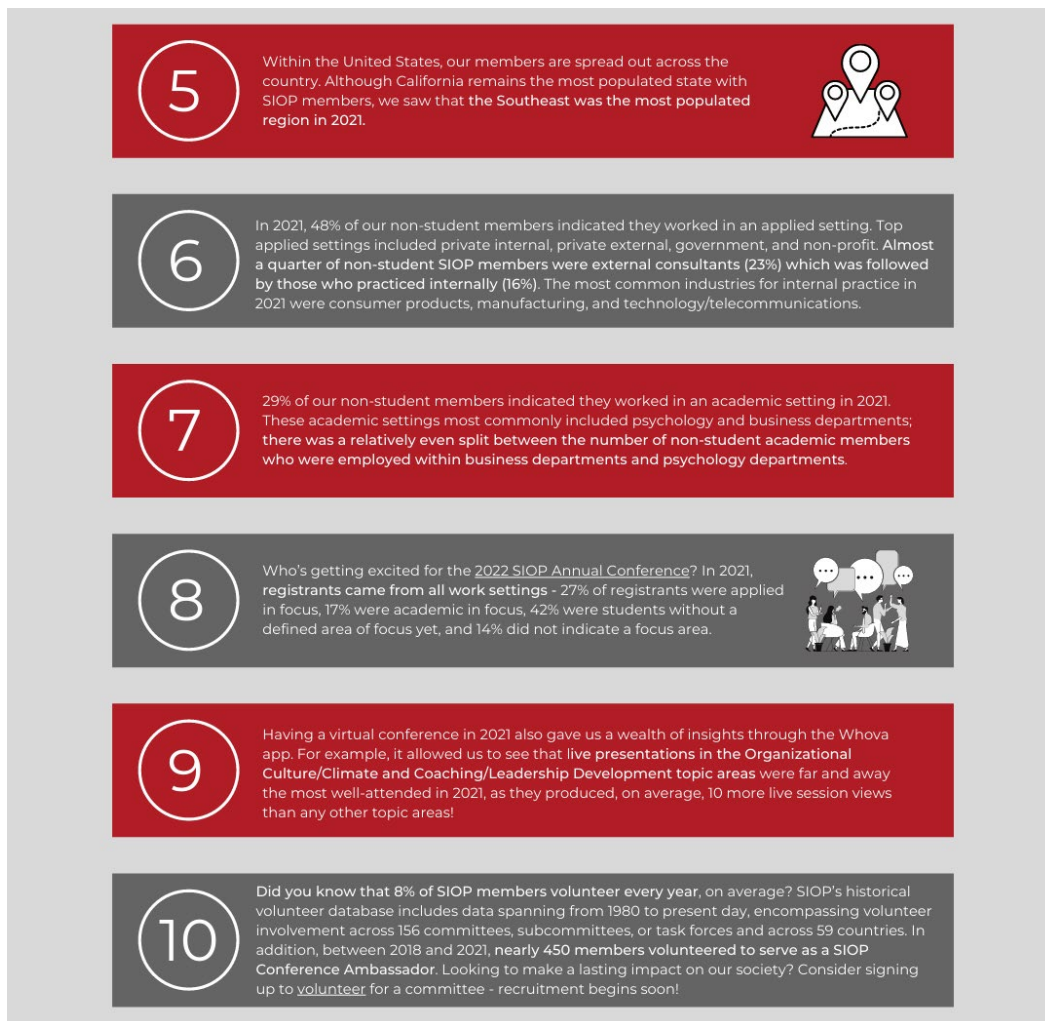 5
Within the United States, our members are spread out across the
country. Although California remains the most populated state with
SIOP members, we saw that the Southeast was the most populated
region in 2021.
6
In 2021, 48% of our non-student members indicated they worked in an applied setting. Top
applied settings included private internal, private external, government, and non-profit. Almost
a quarter of non-student SIOP members were external consultants (23%) which was followed
by those who practiced internally (16%). The most common industries for internal practice in
2021 were consumer products, manufacturing, and technology/telecommunications.
7
29% of our non-student members indicated they worked in an academic setting in 2021.
These academic settings most commonly included psychology and business departments;
there was a relatively even split between the number of non-student academic members
who were employed within business departments and psychology departments.
8
Who's getting excited for the 2022 SIOP Annual Conference? In 2021,
registrants came from all work settings - 27% of registrants were applied
in focus, 17% were academic in focus, 42% were students without a
defined area of focus yet, and 14% did not indicate a focus area.
9
Having a virtual conference in 2021 also gave us a wealth of insights through the Whova
app. For example, it allowed us to see that live presentations in the Organizational
Culture/Climate and Coaching/Leadership Development topic areas were far and away
the most well-attended in 2021, as they produced, on average, 10 more live session views
than any other topic areas!
10
Did you know that 8% of SIOP members volunteer every year, on average? SIOP's historical
volunteer database includes data spanning from 1980 to present day, encompassing volunteer
involvement across 156 committees, subcommittees, or task forces and across 59 countries. In
addition, between 2018 and 2021, nearly 450 members volunteered to serve as a SIOP
Conference Ambassador. Looking to make a lasting impact on our society? Consider signing
up to volunteer for a committee - recruitment begins soon!